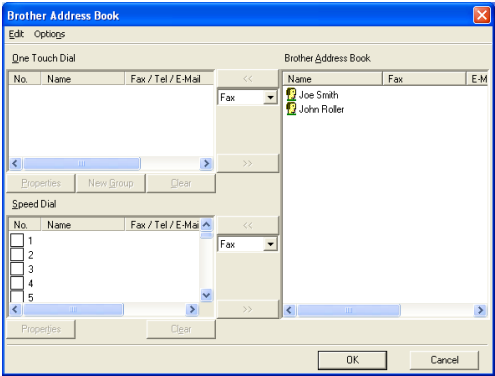 Brother Address Book
Edit Options
One Touch Dial
No. Name Fax / Tel / E-Mail
<<
Fax
>>
Properties New Group Clear
Speed Dial
No. Name Fax / Tel / E-Mai
1
2
3
4
5
<<
Fax
>>
Properties Clear
Brother Address Book
Name Fax E-M
Joe Smith
John Roller
OK Cancel